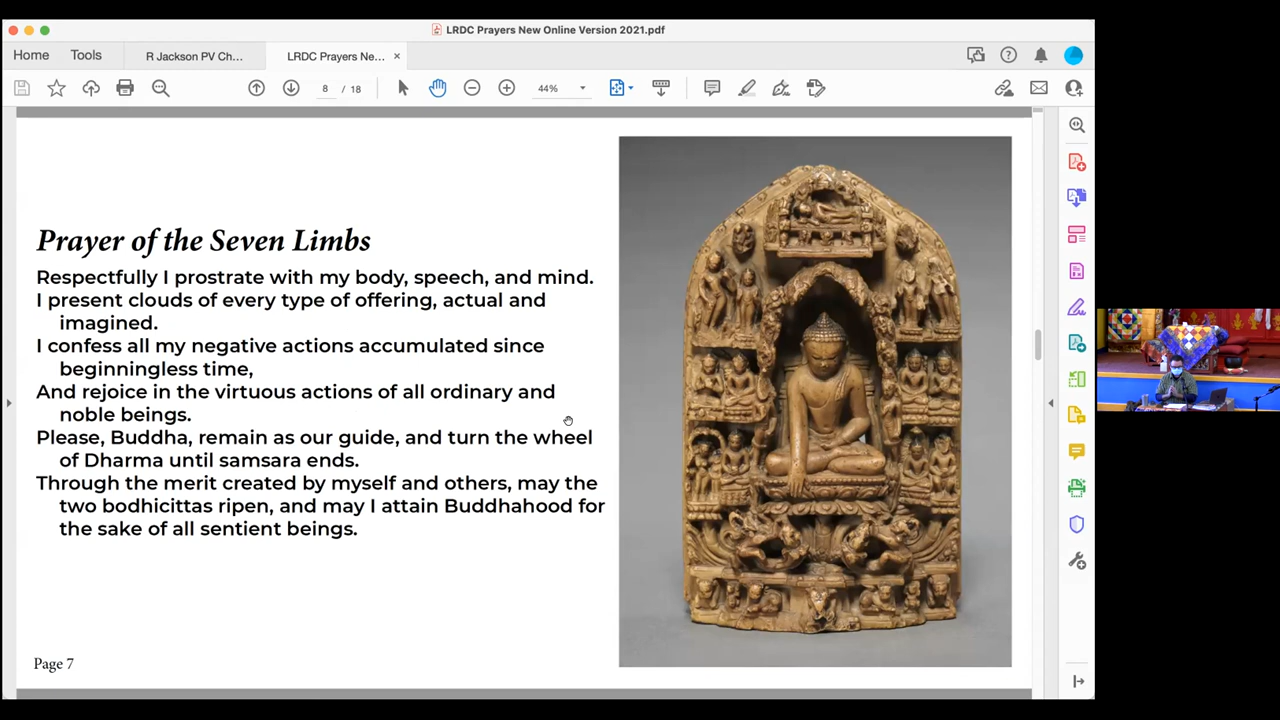 LRDC Prayers New Online Version 2021.pdf
Home Tools R Jackson PV Ch... LRDC Prayers Ne... ×
8 / 18 44%
Prayer of the Seven Limbs
Respectfully I prostrate with my body, speech, and mind.
I present clouds of every type of offering, actual and
imagined.
I confess all my negative actions accumulated since
beginningless time,
And rejoice in the virtuous actions of all ordinary and
noble beings.
Please, Buddha, remain as our guide, and turn the wheel
of Dharma until samsara ends.
Through the merit created by myself and others, may the
two bodhicittas ripen, and may I attain Buddhahood for
the sake of all sentient beings.
Page 7